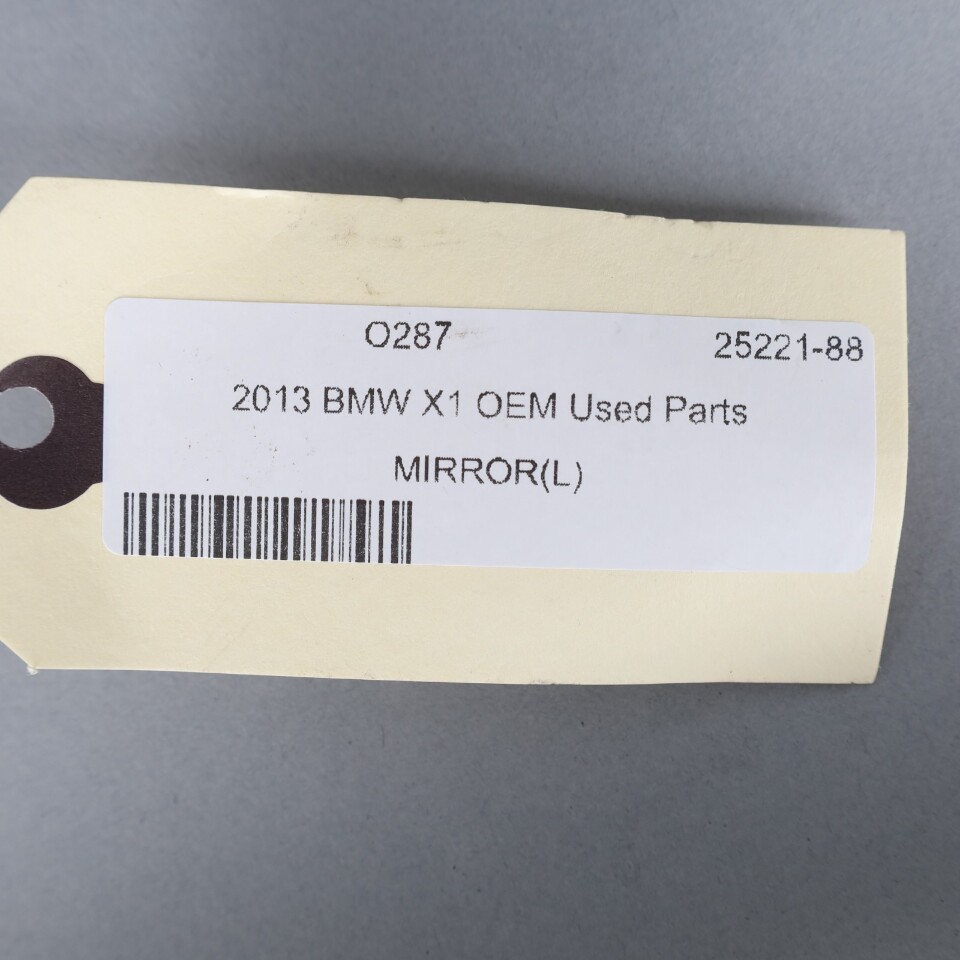 O287 25221-88
2013 BMW X1 OEM Used Parts
MIRROR(L)